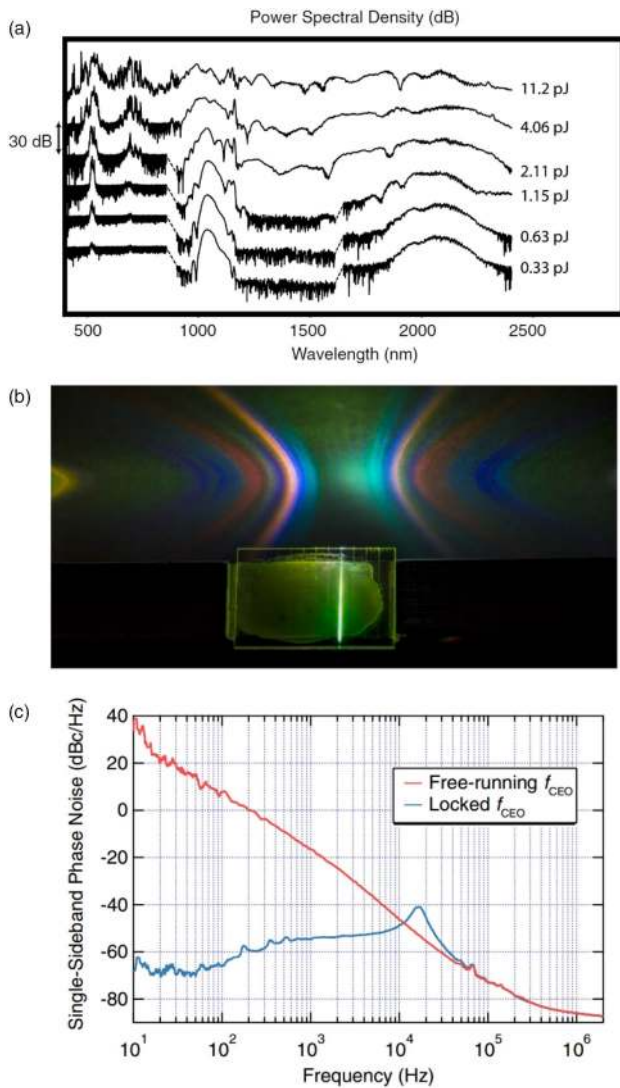 (a)
Power Spectral Density (dB)
30 dB
11.2 pJ
4.06 pJ
2.11 pJ
1.15 pJ
0.63 pJ
0.33 pJ
500 1000 1500 2000 2500
Wavelength (nm)
(b)
(c)
Single-Sideband Phase Noise (dBc/Hz)
40
20
0
-20
-40
-60
-80
Free-running fCEO
Locked fCEO
10¹ 10² 10³ 10⁴ 10⁵ 10⁶
Frequency (Hz)